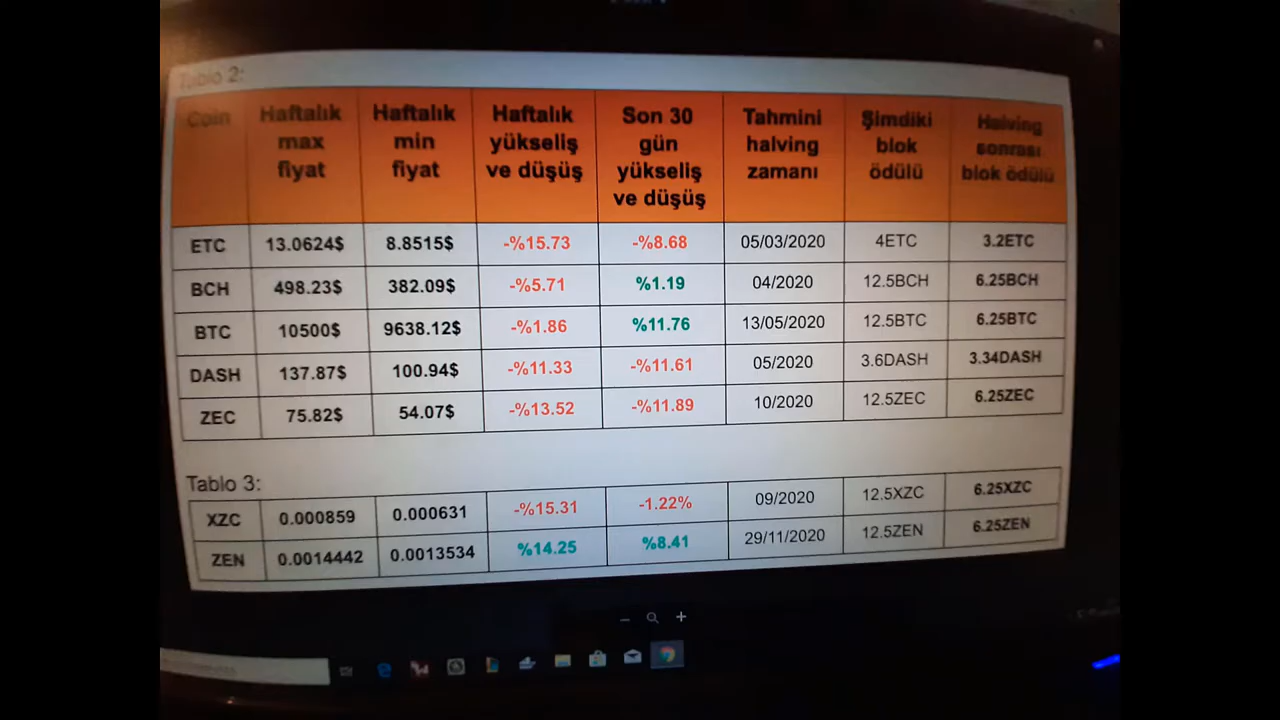 Tablo 2:
Coin Haftalık max fiyat Haftalık min fiyat Haftalık yükseliş ve düşüş Son 30 gün yükseliş ve düşüş Tahmini halving zamanı Şimdiki blok ödülü Halving sonrası blok ödülü
ETC 13.0624$ 8.8515$ -%15.73 -%8.68 05/03/2020 4ETC 3.2ETC
BCH 498.23$ 382.09$ -%5.71 %1.19 04/2020 12.5BCH 6.25BCH
BTC 10500$ 9638.12$ -%1.86 %11.76 13/05/2020 12.5BTC 6.25BTC
DASH 137.87$ 100.94$ -%11.33 -%11.61 05/2020 3.6DASH 3.34DASH
ZEC 75.82$ 54.07$ -%13.52 -%11.89 10/2020 12.5ZEC 6.25ZEC
Tablo 3:
XZC 0.000859 0.000631 -%15.31 -1.22% 09/2020 12.5XZC 6.25XZC
ZEN 0.0014442 0.0013534 %14.25 %8.41 29/11/2020 12.5ZEN 6.25ZEN